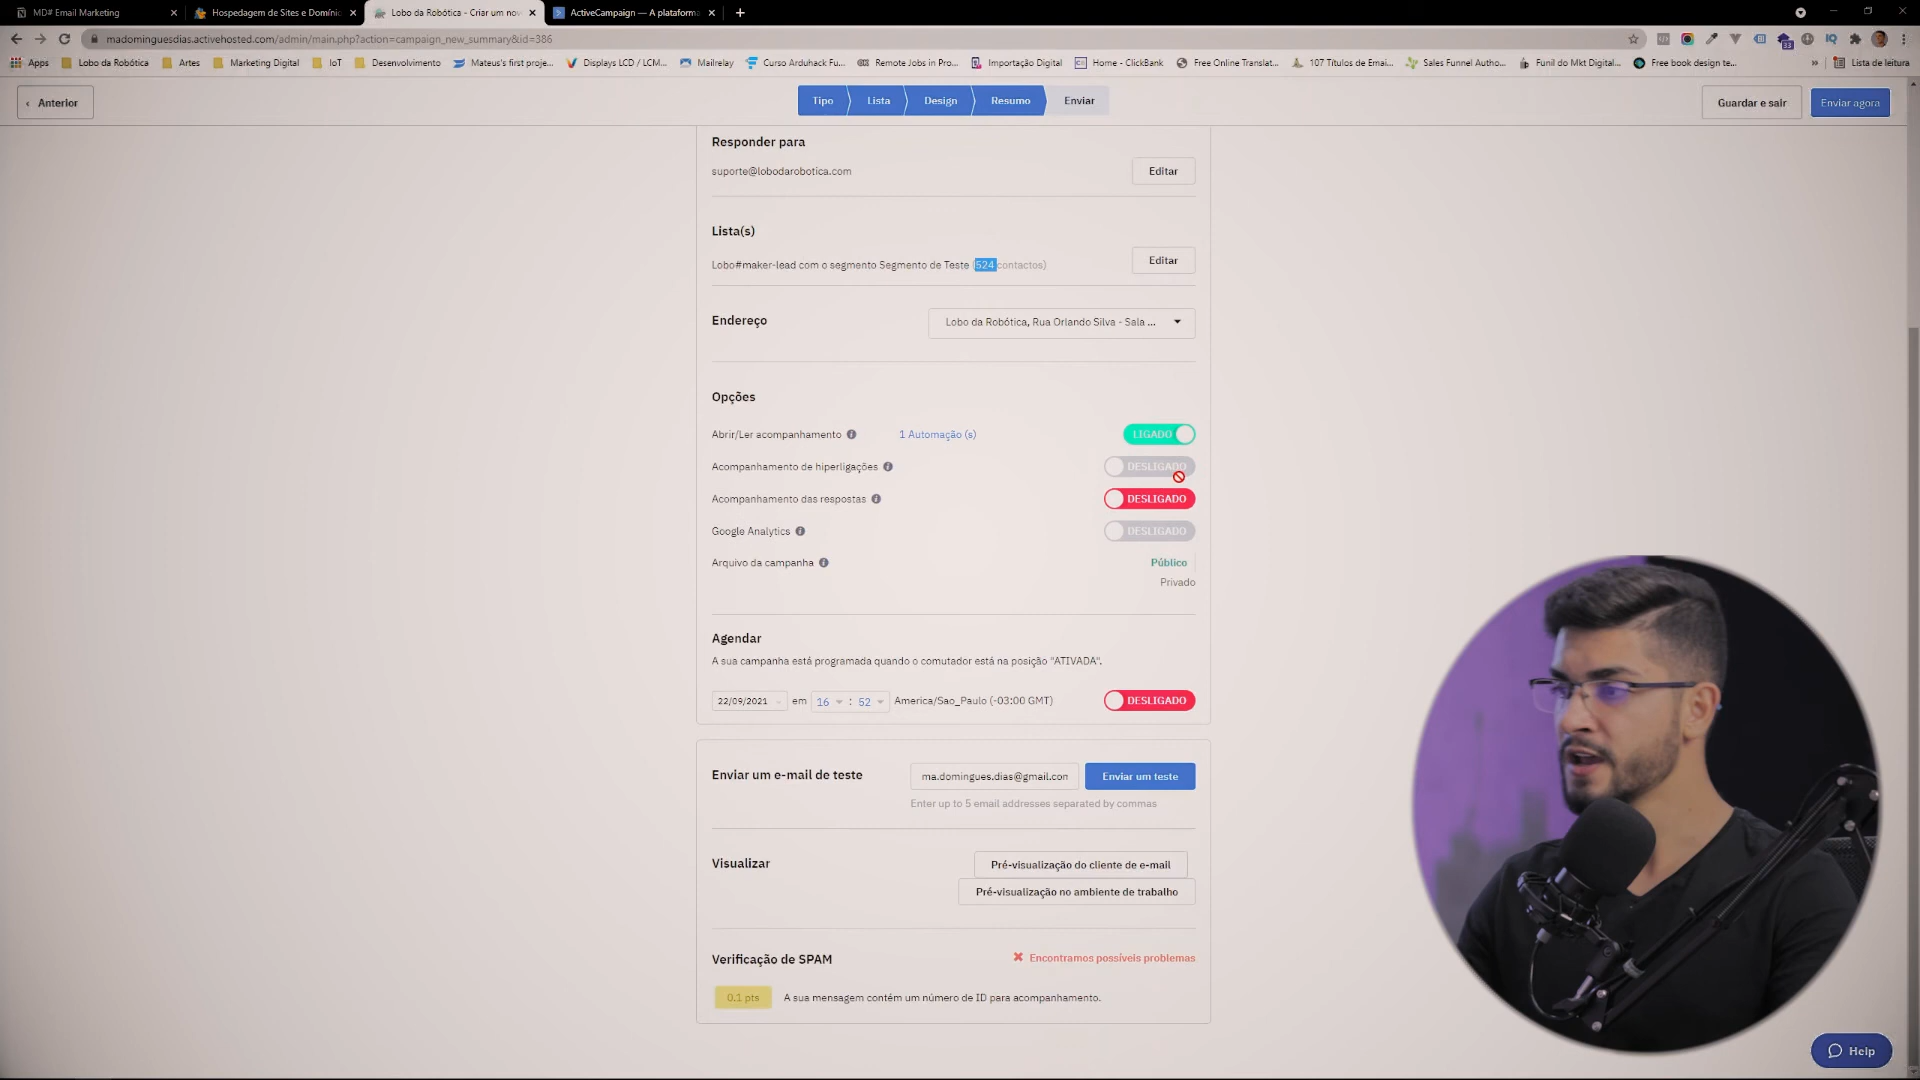 MD# Email Marketing
Hospedagem de Sites e Domíni
Lobo da Robótica - Criar um no
ActiveCampaign — A plataform
madominguesdias.activehosted.com/admin/main.php?action=campaign_new_summary&id=386
Apps
Lobo da Robótica
Artes
Marketing Digital
IoT
Desenvolvimento
Mateus's first proje...
Displays LCD / LCM...
Mailrelay
Curso Arduhack Fu...
Remote Jobs in Pro...
Importação Digital
Home - ClickBank
Free Online Translat...
107 Títulos de Emai...
Sales Funnel Autho...
Funil do Mkt Digital...
Free book design te...
»
Lista de leitura
‹ Anterior
Tipo
Lista
Design
Resumo
Enviar
Guardar e sair
Enviar agora
Responder para
suporte@lobodarobotica.com
Editar
Lista(s)
Lobo#maker-lead com o segmento Segmento de Teste (524 contactos)
Editar
Endereço
Lobo da Robótica, Rua Orlando Silva - Sala ...
Opções
Abrir/Ler acompanhamento
1 Automação (s)
LIGADO
Acompanhamento de hiperligações
DESLIGADO
Acompanhamento das respostas
DESLIGADO
Google Analytics
DESLIGADO
Arquivo da campanha
Público
Privado
Agendar
A sua campanha está programada quando o comutador está na posição "ATIVADA".
22/09/2021 em 16 : 52 America/Sao_Paulo (-03:00 GMT)
DESLIGADO
Enviar um e-mail de teste
ma.domingues.dias@gmail.con
Enviar um teste
Enter up to 5 email addresses separated by commas
Visualizar
Pré-visualização do cliente de e-mail
Pré-visualização no ambiente de trabalho
Verificação de SPAM
Encontramos possíveis problemas
0.1 pts
A sua mensagem contém um número de ID para acompanhamento.
Help